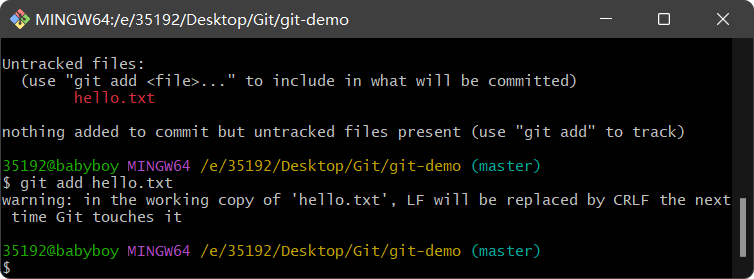 MINGW64:/e/35192/Desktop/Git/git-demo
Untracked files:
  (use "git add <file>..." to include in what will be committed)
        hello.txt
nothing added to commit but untracked files present (use "git add" to track)
35192@babyboy MINGW64 /e/35192/Desktop/Git/git-demo (master)
$ git add hello.txt
warning: in the working copy of 'hello.txt', LF will be replaced by CRLF the next
 time Git touches it
35192@babyboy MINGW64 /e/35192/Desktop/Git/git-demo (master)
$